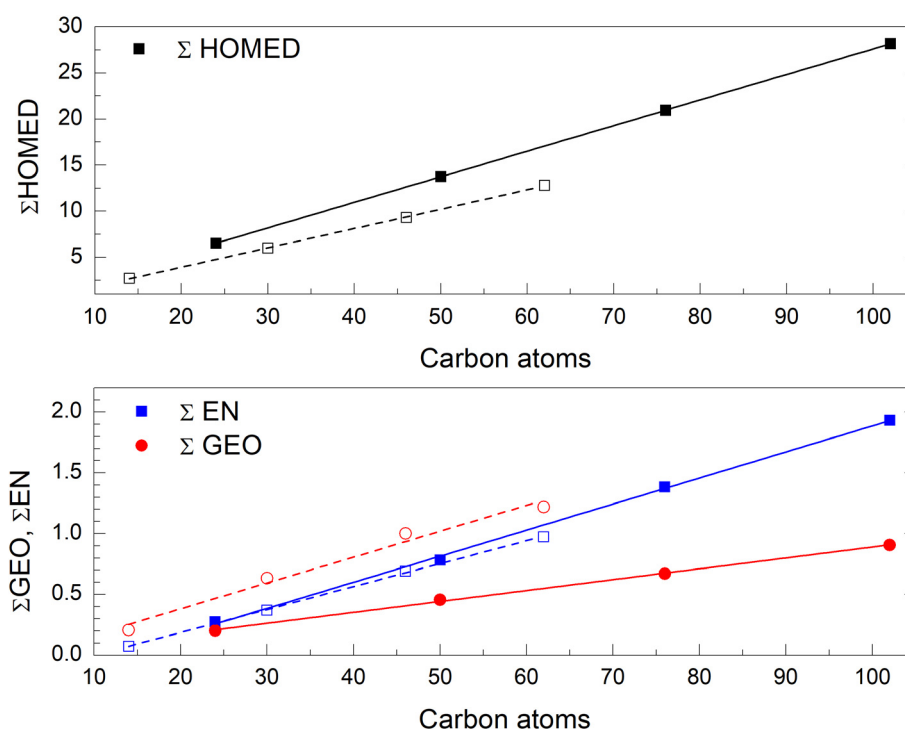 30
Σ HOMED
25
20
ΣHOMED
15
10
5
10 20 30 40 50 60 70 80 90 100
Carbon atoms
2.0
Σ EN
Σ GEO
1.5
ΣGEO, ΣEN
1.0
0.5
0.0
10 20 30 40 50 60 70 80 90 100
Carbon atoms